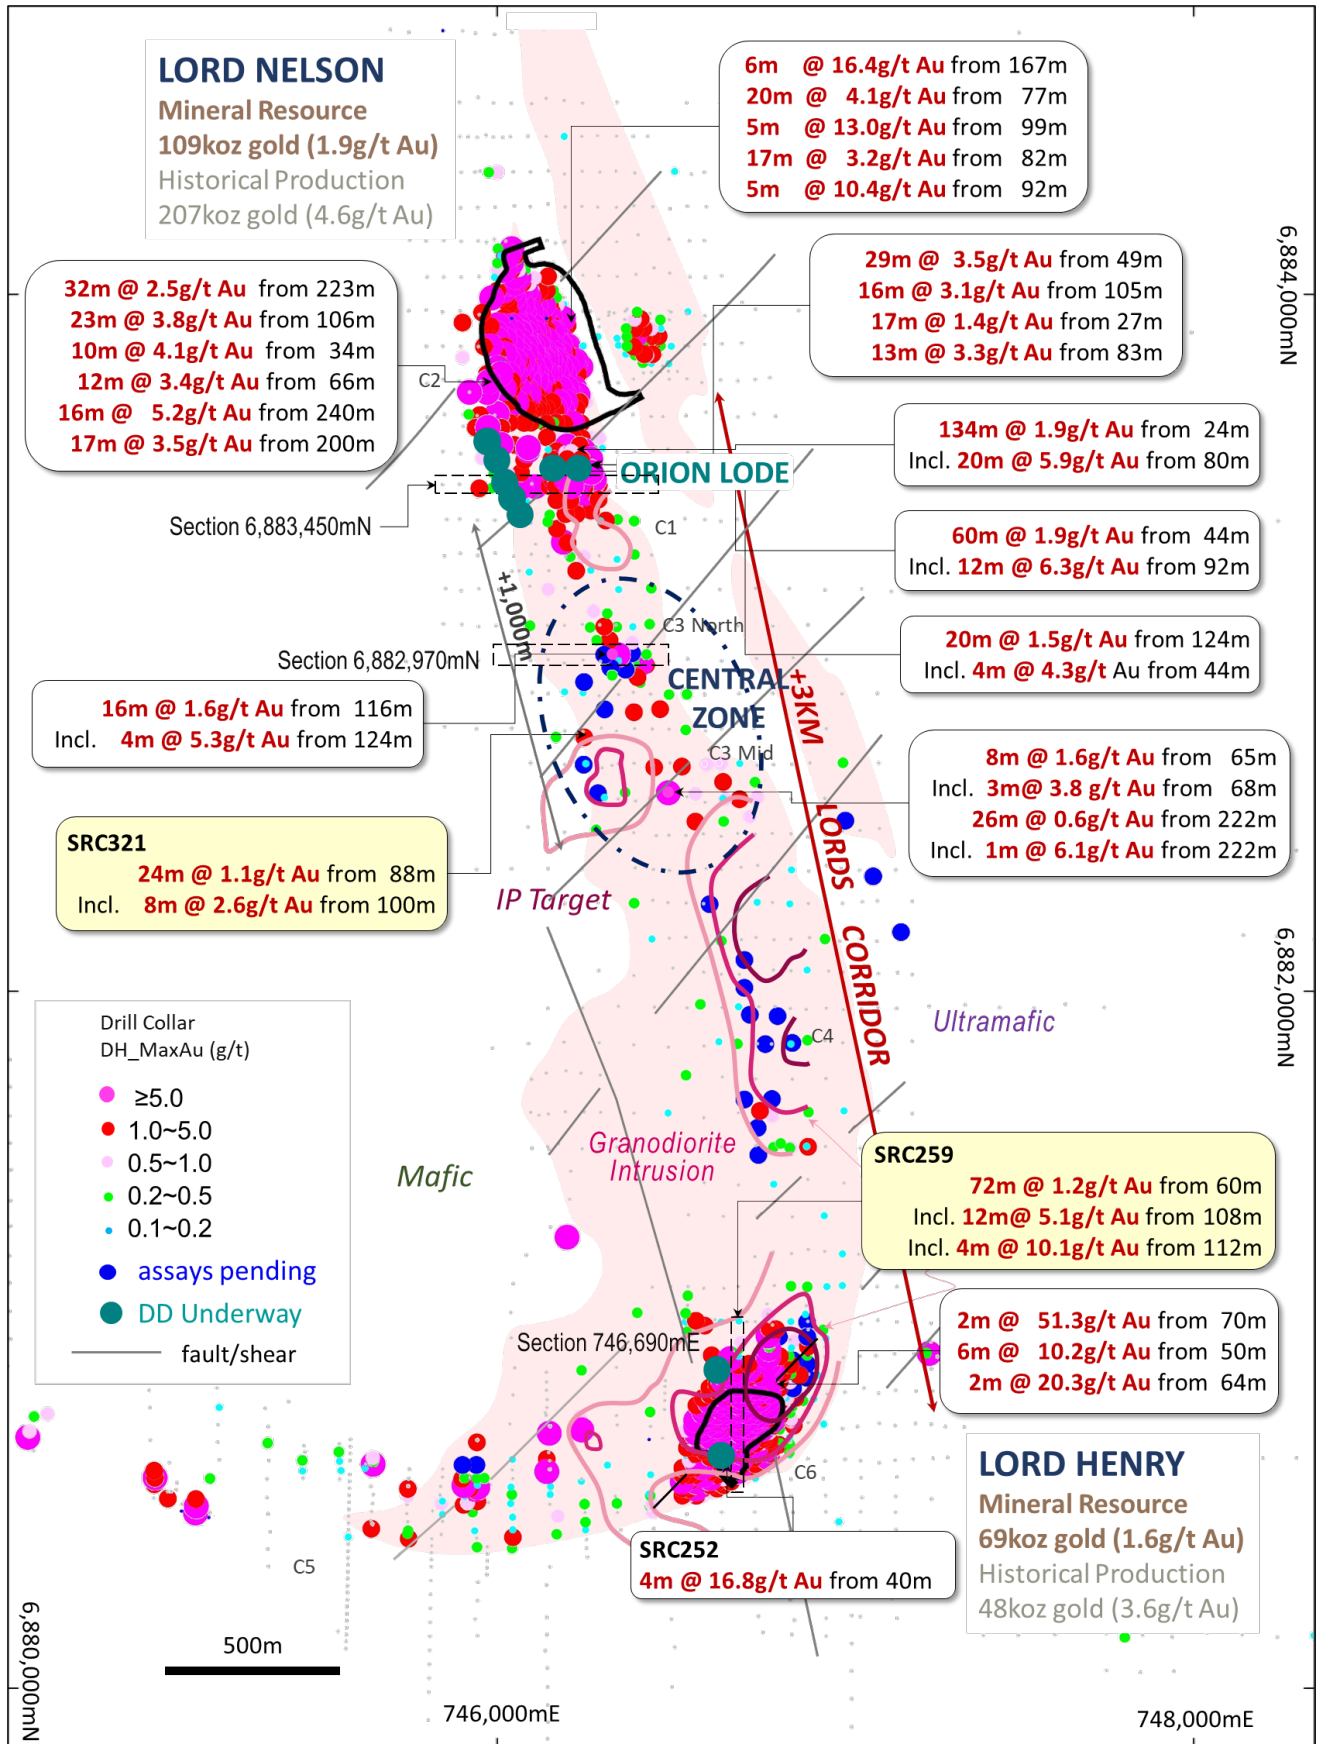 LORD NELSON
Mineral Resource
109koz gold (1.9g/t Au)
Historical Production
207koz gold (4.6g/t Au)
6m @ 16.4g/t Au from 167m
20m @ 4.1g/t Au from 77m
5m @ 13.0g/t Au from 99m
17m @ 3.2g/t Au from 82m
5m @ 10.4g/t Au from 92m
6,884,000mN
29m @ 3.5g/t Au from 49m
16m @ 3.1g/t Au from 105m
17m @ 1.4g/t Au from 27m
13m @ 3.3g/t Au from 83m
32m @ 2.5g/t Au from 223m
23m @ 3.8g/t Au from 106m
10m @ 4.1g/t Au from 34m
12m @ 3.4g/t Au from 66m
16m @ 5.2g/t Au from 240m
17m @ 3.5g/t Au from 200m
C2
134m @ 1.9g/t Au from 24m
Incl. 20m @ 5.9g/t Au from 80m
ORION LODE
Section 6,883,450mN
C1
60m @ 1.9g/t Au from 44m
Incl. 12m @ 6.3g/t Au from 92m
+1,000m
C3 North
20m @ 1.5g/t Au from 124m
Incl. 4m @ 4.3g/t Au from 44m
Section 6,882,970mN
CENTRAL
ZONE
+3KM
LORDS
CORRIDOR
16m @ 1.6g/t Au from 116m
Incl. 4m @ 5.3g/t Au from 124m
C3 Mid
8m @ 1.6g/t Au from 65m
Incl. 3m@ 3.8 g/t Au from 68m
26m @ 0.6g/t Au from 222m
Incl. 1m @ 6.1g/t Au from 222m
SRC321
24m @ 1.1g/t Au from 88m
Incl. 8m @ 2.6g/t Au from 100m
IP Target
6,882,000mN
Ultramafic
C4
Drill Collar
DH_MaxAu (g/t)
≥5.0
1.0~5.0
0.5~1.0
0.2~0.5
0.1~0.2
assays pending
DD Underway
fault/shear
Granodiorite
Intrusion
Mafic
SRC259
72m @ 1.2g/t Au from 60m
Incl. 12m@ 5.1g/t Au from 108m
Incl. 4m @ 10.1g/t Au from 112m
Section 746,690mE
2m @ 51.3g/t Au from 70m
6m @ 10.2g/t Au from 50m
2m @ 20.3g/t Au from 64m
C6
LORD HENRY
Mineral Resource
69koz gold (1.6g/t Au)
Historical Production
48koz gold (3.6g/t Au)
SRC252
4m @ 16.8g/t Au from 40m
C5
500m
6,880,000mN
746,000mE
748,000mE